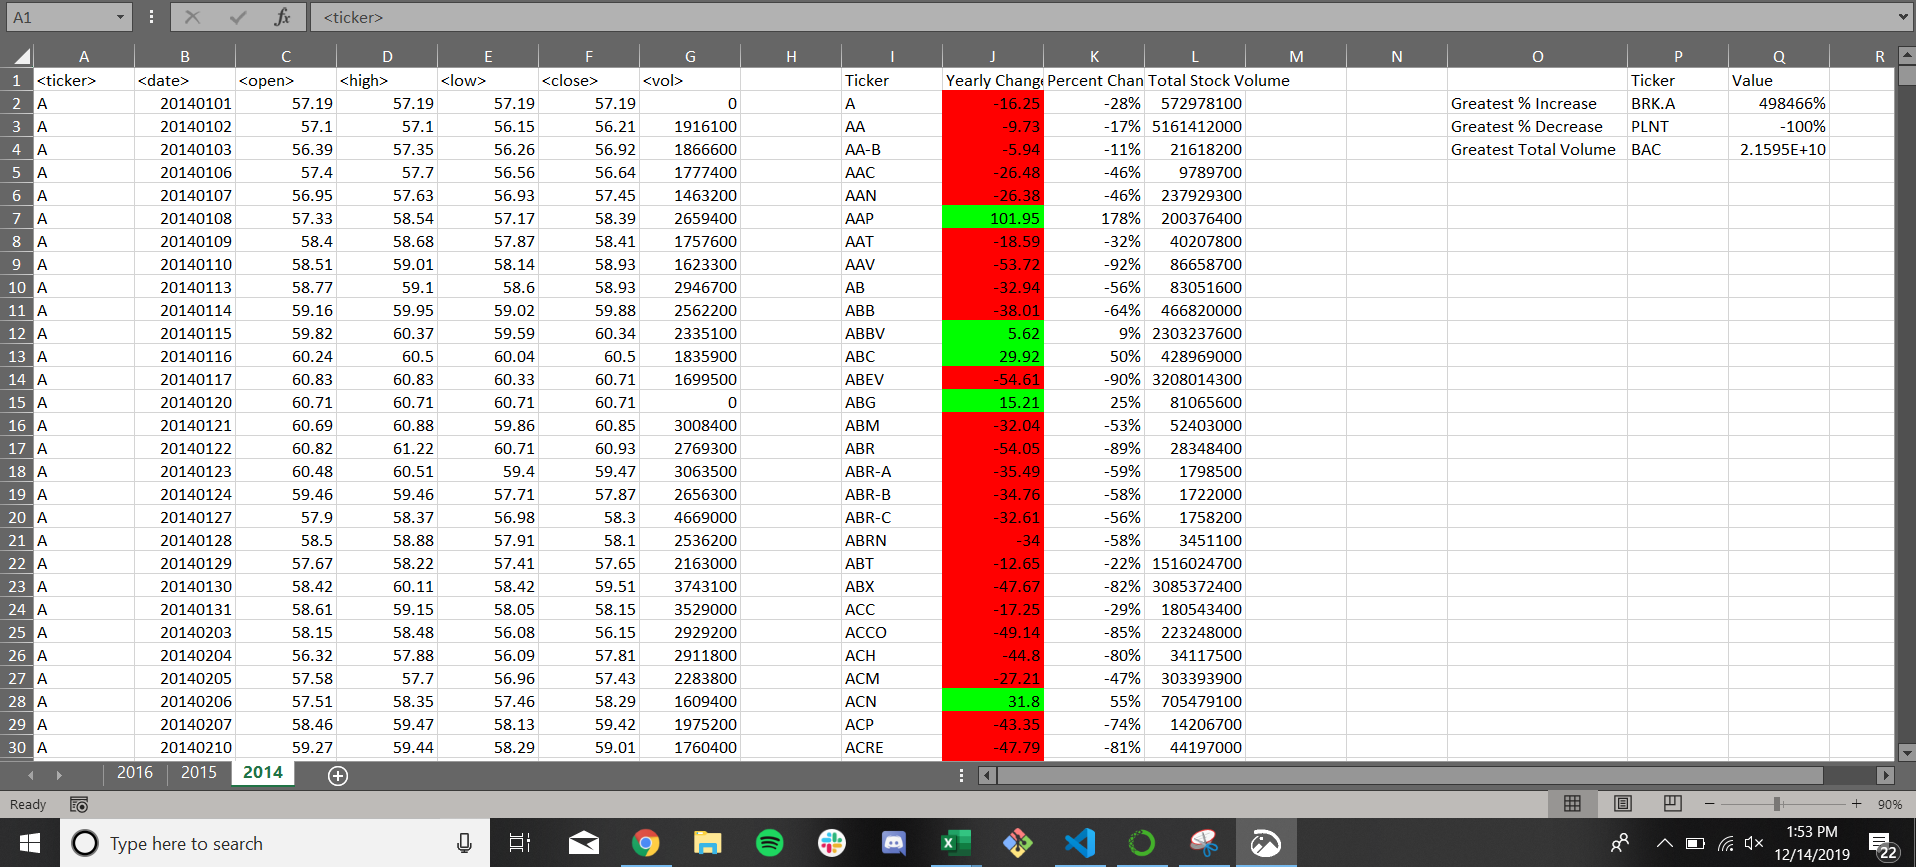 A1 fx <ticker>
A B C D E F G H I J K L M N O P Q R
1 <ticker> <date> <open> <high> <low> <close> <vol> Ticker Yearly Change Percent Chan Total Stock Volume Ticker Value
2 A 20140101 57.19 57.19 57.19 57.19 0 A -16.25 -28% 572978100 Greatest % Increase BRK.A 498466%
3 A 20140102 57.1 57.1 56.15 56.21 1916100 AA -9.73 -17% 5161412000 Greatest % Decrease PLNT -100%
4 A 20140103 56.39 57.35 56.26 56.92 1866600 AA-B -5.94 -11% 21618200 Greatest Total Volume BAC 2.1595E+10
5 A 20140106 57.4 57.7 56.56 56.64 1777400 AAC -26.48 -46% 9789700
6 A 20140107 56.95 57.63 56.93 57.45 1463200 AAN -26.38 -46% 237929300
7 A 20140108 57.33 58.54 57.17 58.39 2659400 AAP 101.95 178% 200376400
8 A 20140109 58.4 58.68 57.87 58.41 1757600 AAT -18.59 -32% 40207800
9 A 20140110 58.51 59.01 58.14 58.93 1623300 AAV -53.72 -92% 86658700
10 A 20140113 58.77 59.1 58.6 58.93 2946700 AB -32.94 -56% 83051600
11 A 20140114 59.16 59.95 59.02 59.88 2562200 ABB -38.01 -64% 466820000
12 A 20140115 59.82 60.37 59.59 60.34 2335100 ABBV 5.62 9% 2303237600
13 A 20140116 60.24 60.5 60.04 60.5 1835900 ABC 29.92 50% 428969000
14 A 20140117 60.83 60.83 60.33 60.71 1699500 ABEV -54.61 -90% 3208014300
15 A 20140120 60.71 60.71 60.71 60.71 0 ABG 15.21 25% 81065600
16 A 20140121 60.69 60.88 59.86 60.85 3008400 ABM -32.04 -53% 52403000
17 A 20140122 60.82 61.22 60.71 60.93 2769300 ABR -54.05 -89% 28348400
18 A 20140123 60.48 60.51 59.4 59.47 3063500 ABR-A -35.49 -59% 1798500
19 A 20140124 59.46 59.46 57.71 57.87 2656300 ABR-B -34.76 -58% 1722000
20 A 20140127 57.9 58.37 56.98 58.3 4669000 ABR-C -32.61 -56% 1758200
21 A 20140128 58.5 58.88 57.91 58.1 2536200 ABRN -34 -58% 3451100
22 A 20140129 57.67 58.22 57.41 57.65 2163000 ABT -12.65 -22% 1516024700
23 A 20140130 58.42 60.11 58.42 59.51 3743100 ABX -47.67 -82% 3085372400
24 A 20140131 58.61 59.15 58.05 58.15 3529000 ACC -17.25 -29% 180543400
25 A 20140203 58.15 58.48 56.08 56.15 2929200 ACCO -49.14 -85% 223248000
26 A 20140204 56.32 57.88 56.09 57.81 2911800 ACH -44.8 -80% 34117500
27 A 20140205 57.58 57.7 56.96 57.43 2283800 ACM -27.21 -47% 303393900
28 A 20140206 57.51 58.35 57.46 58.29 1609400 ACN 31.8 55% 705479100
29 A 20140207 58.46 59.47 58.13 59.42 1975200 ACP -43.35 -74% 14206700
30 A 20140210 59.27 59.44 58.29 59.01 1760400 ACRE -47.79 -81% 44197000
2016 2015 2014
Ready 90%
Type here to search
1:53 PM
12/14/2019
22